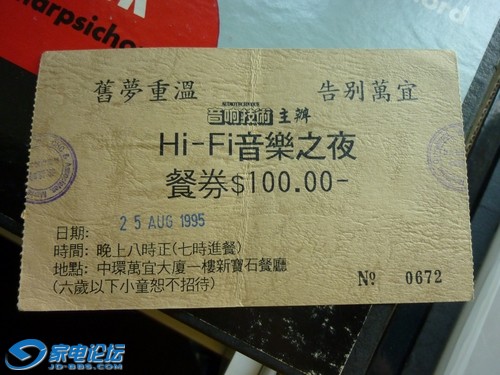 harpsichord
hord
舊夢重溫 告別萬宜
音响技術 主辦
Hi-Fi音樂之夜
餐券$100.00-
日期: 25 AUG 1995
時間: 晚上八時正(七時進餐)
地點: 中環萬宜大廈一樓新寶石餐廳
(六歲以下小童恕不招待)
Nº 0672
家电论坛
JD-BBS.COM